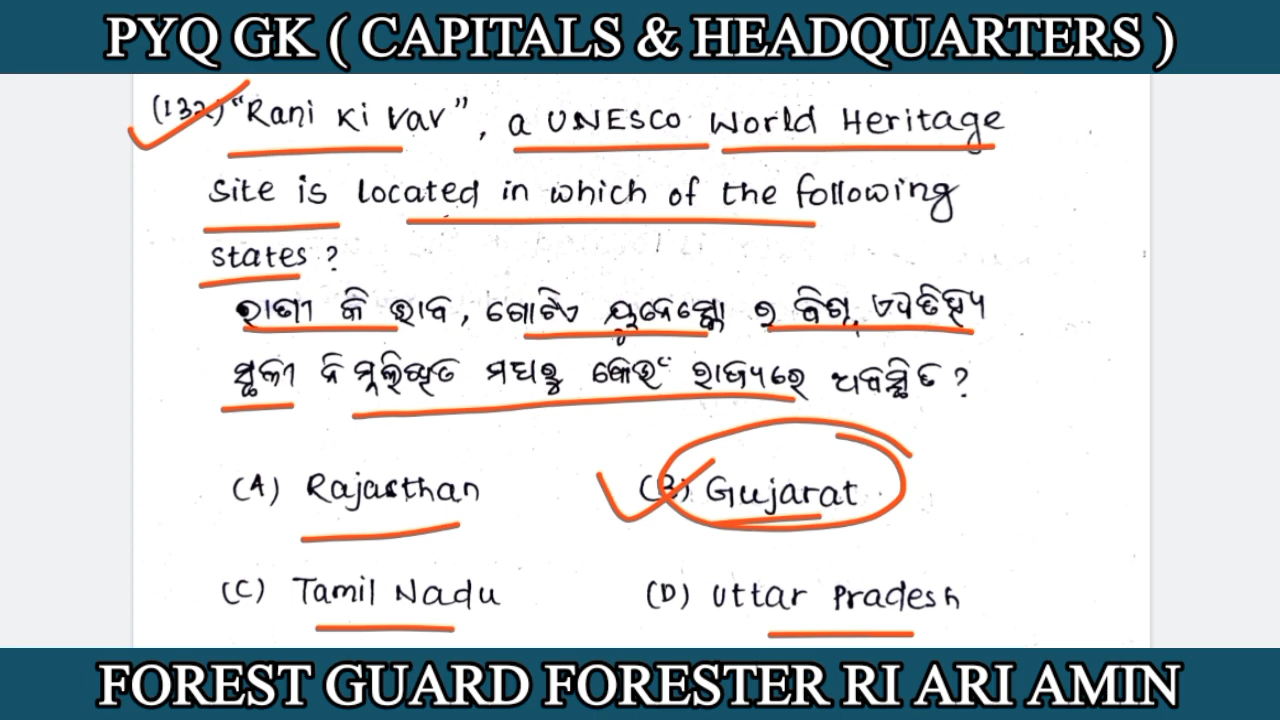 PYQ GK ( CAPITALS & HEADQUARTERS )
(132) "Rani Ki Vav", a UNESCO World Heritage
Site is located in which of the following
states ?
ରାଣୀ କି ଭାବ, ଗୋଟିଏ ୟୁନେସ୍କୋ ର ବିଶ୍ୱ ଐତିହ୍ୟ
ସ୍ଥଳୀ ନିମ୍ନଲିଖିତ ମଧ୍ୟରୁ କେଉଁ ରାଜ୍ୟରେ ଅବସ୍ଥିତ ?
(A) Rajasthan (B) Gujarat
(C) Tamil Nadu (D) Uttar Pradesh
FOREST GUARD FORESTER RI ARI AMIN